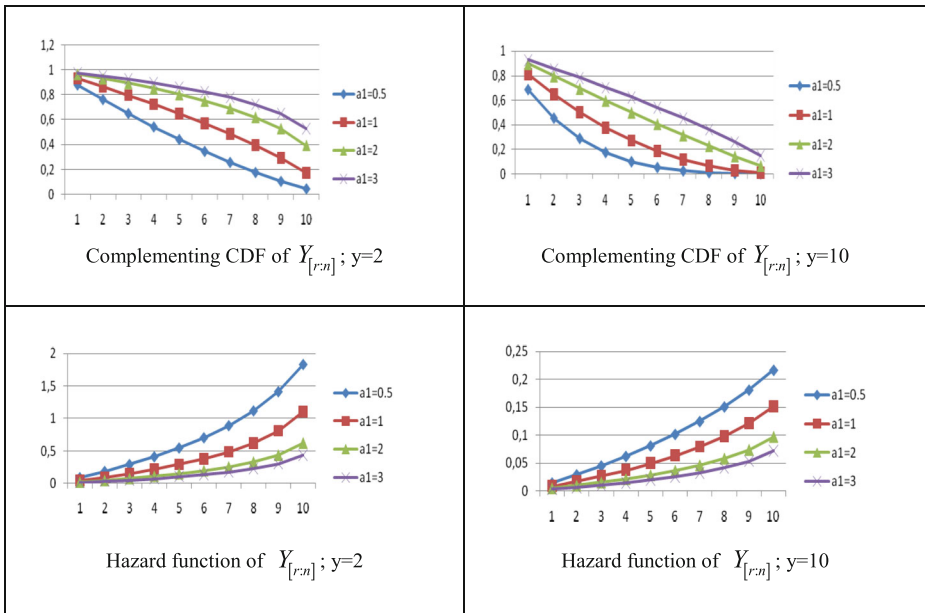 1,2
1
0,8
0,6
0,4
0,2
0
1 2 3 4 5 6 7 8 9 10
a1=0.5
a1=1
a1=2
a1=3
Complementing CDF of Y[r:n] ; y=2
1
0,8
0,6
0,4
0,2
0
1 2 3 4 5 6 7 8 9 10
a1=0.5
a1=1
a1=2
a1=3
Complementing CDF of Y[r:n] ; y=10
2
1,5
1
0,5
0
1 2 3 4 5 6 7 8 9 10
a1=0.5
a1=1
a1=2
a1=3
Hazard function of Y[r:n] ; y=2
0,25
0,2
0,15
0,1
0,05
0
1 2 3 4 5 6 7 8 9 10
a1=0.5
a1=1
a1=2
a1=3
Hazard function of Y[r:n] ; y=10